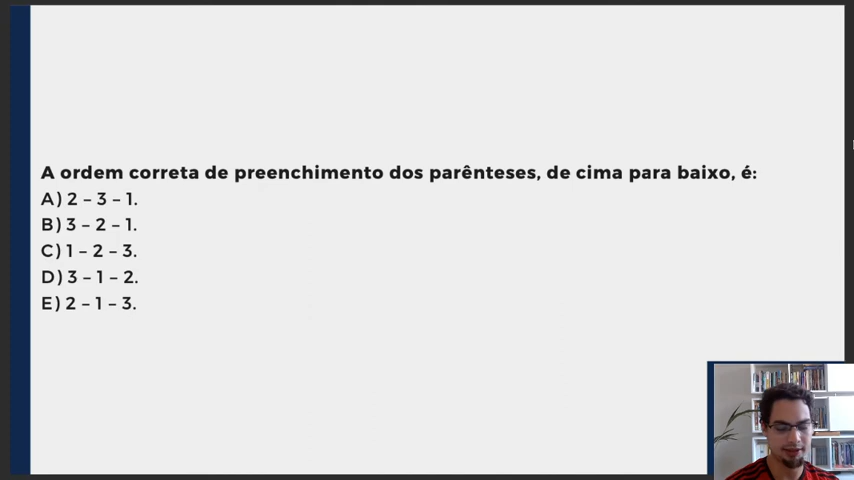 A ordem correta de preenchimento dos parênteses, de cima para baixo, é:
A) 2 – 3 – 1.
B) 3 – 2 – 1.
C) 1 – 2 – 3.
D) 3 – 1 – 2.
E) 2 – 1 – 3.